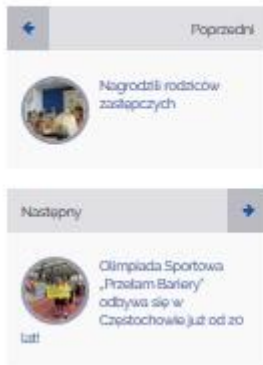 Poprzedni
Nagrodzili rodziców
zastępczych
Następny
Olimpiada Sportowa
„Przełam Bariery"
odbywa się w
Częstochowie już od 20
lat!